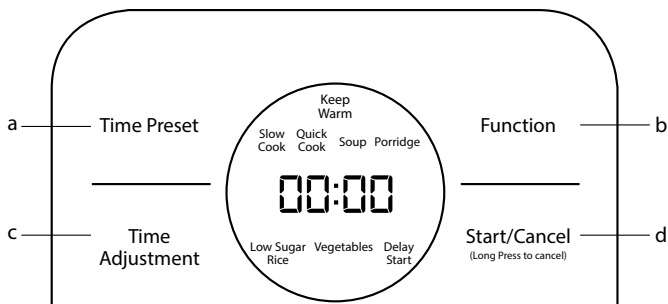 Keep
Warm
a
Time Preset
Slow
Cook
Quick
Cook
Soup
Porridge
Function
b
00:00
c
Time
Adjustment
Low Sugar
Rice
Vegetables
Delay
Start
Start/Cancel
(Long Press to cancel)
d